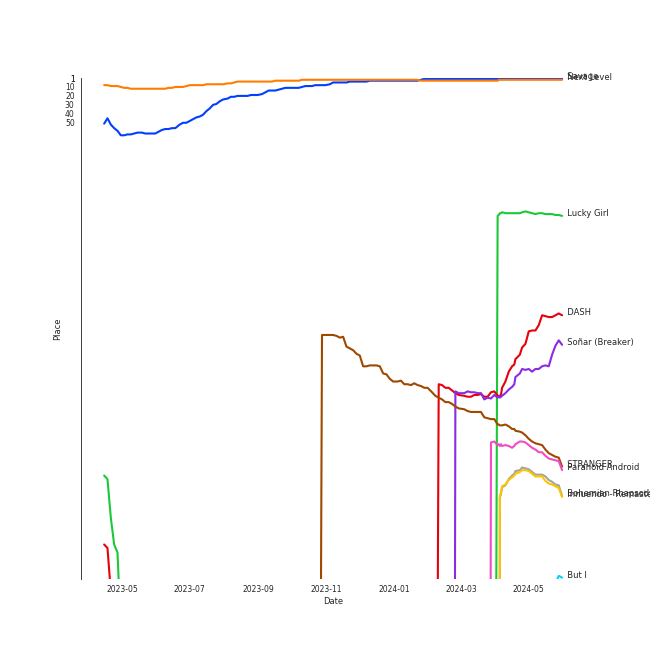 Next Level
1
10
20
30
40
50
Lucky Girl
DASH
Place
Soñar (Breaker)
STRANGER
Paranoid Android
But I
2023-05
2023-07
2023-09
2023-11
2024-01
2024-03
2024-05
Date